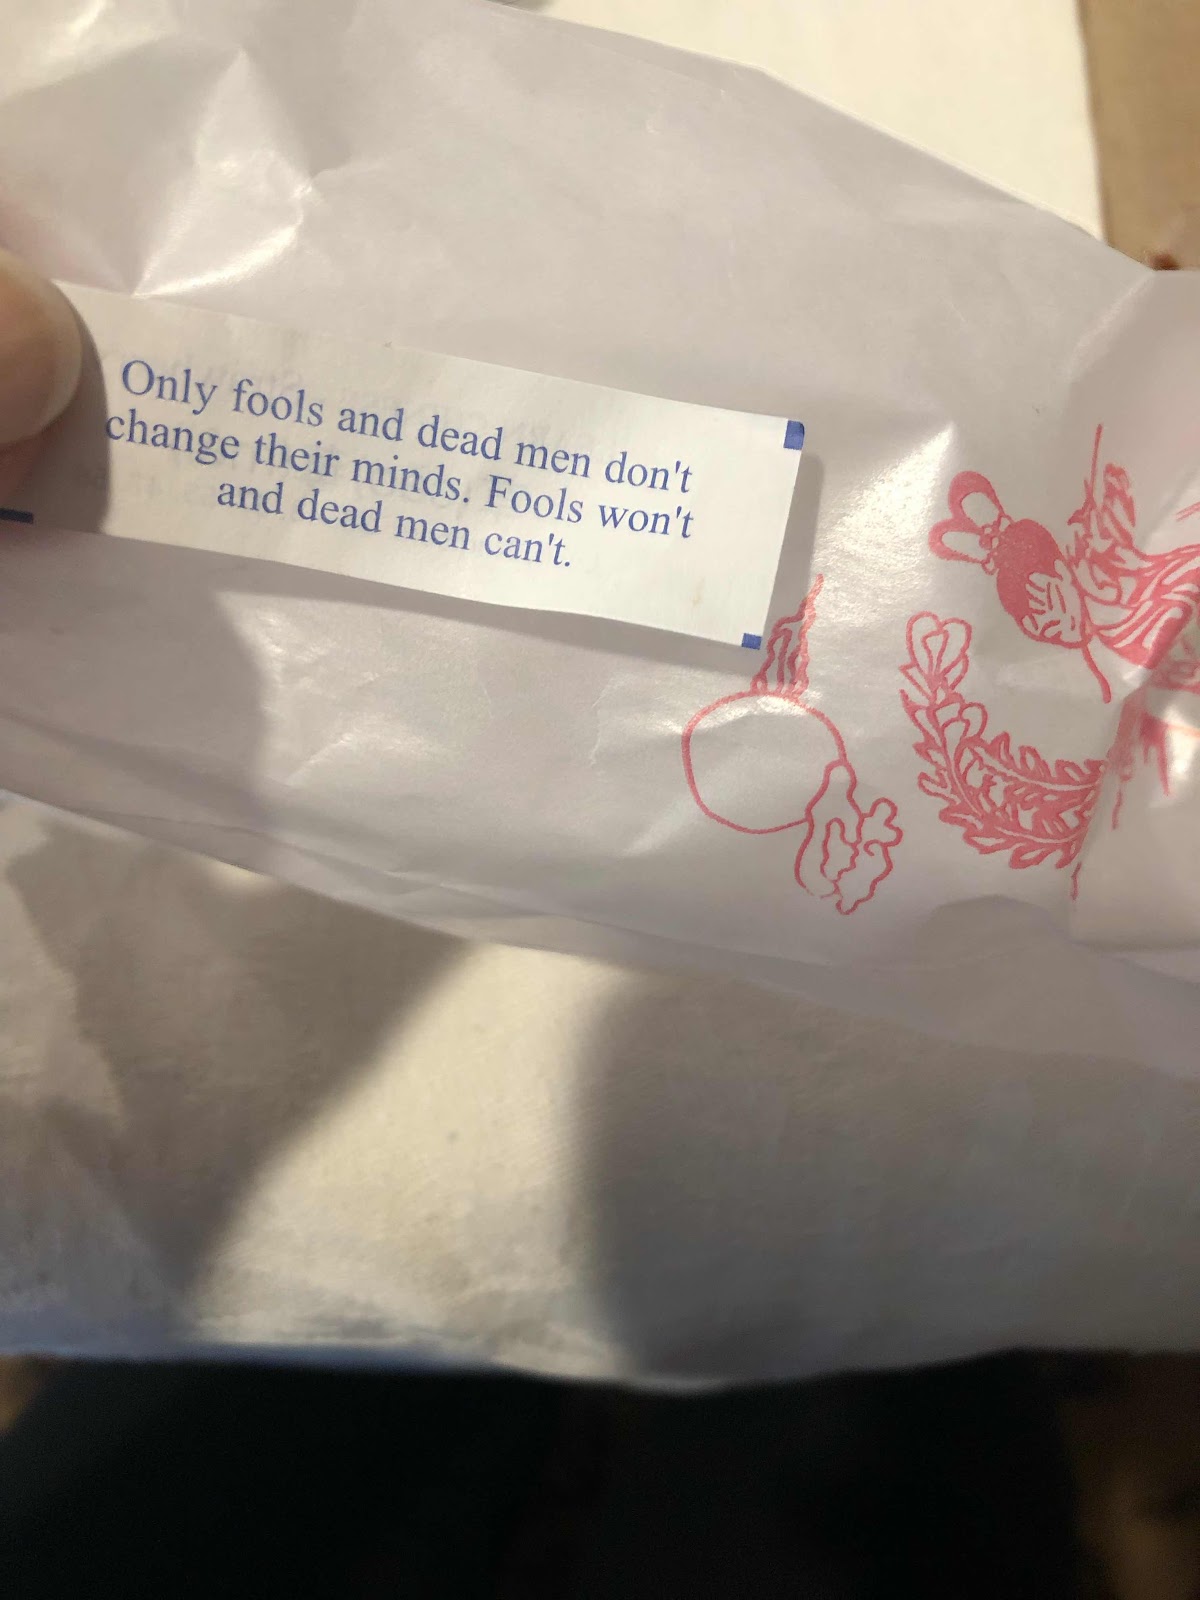 Only fools and dead men don't
change their minds. Fools won't
and dead men can't.